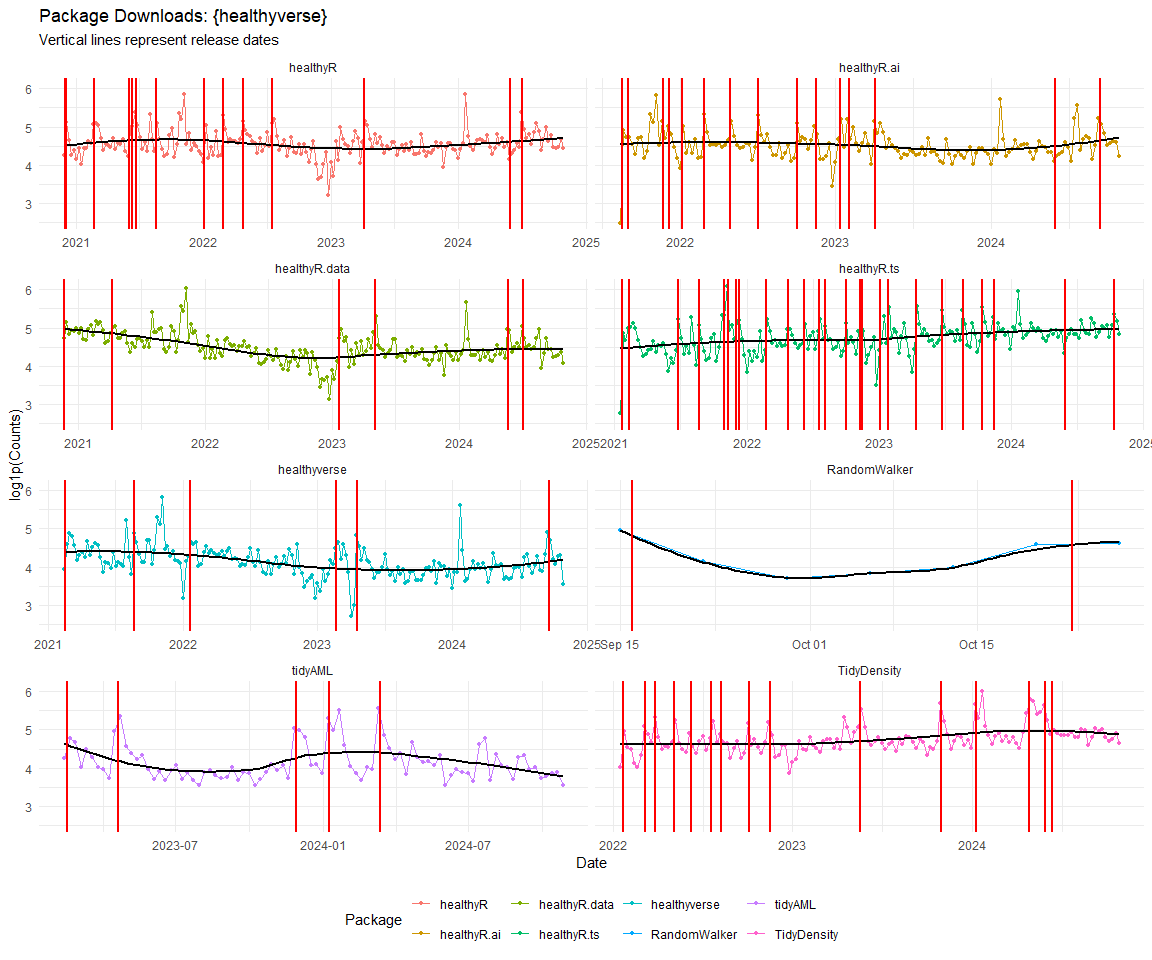 Package Downloads: {healthyverse}
Vertical lines represent release dates
healthyR
healthyR.ai
6
5
4
3
2021
2022
2023
2024
2025
2022
2023
2024
healthyR.data
healthyR.ts
6
5
4
3
2021
2022
2023
2024
2025
2021
2022
2023
2024
2025
log1p(Counts)
healthyverse
RandomWalker
6
5
4
3
2021
2022
2023
2024
2025
Sep 15
Oct 01
Oct 15
tidyAML
TidyDensity
6
5
4
3
2023-07
2024-01
2024-07
2022
2023
2024
Date
Package
healthyR
healthyR.data
healthyverse
tidyAML
healthyR.ai
healthyR.ts
RandomWalker
TidyDensity